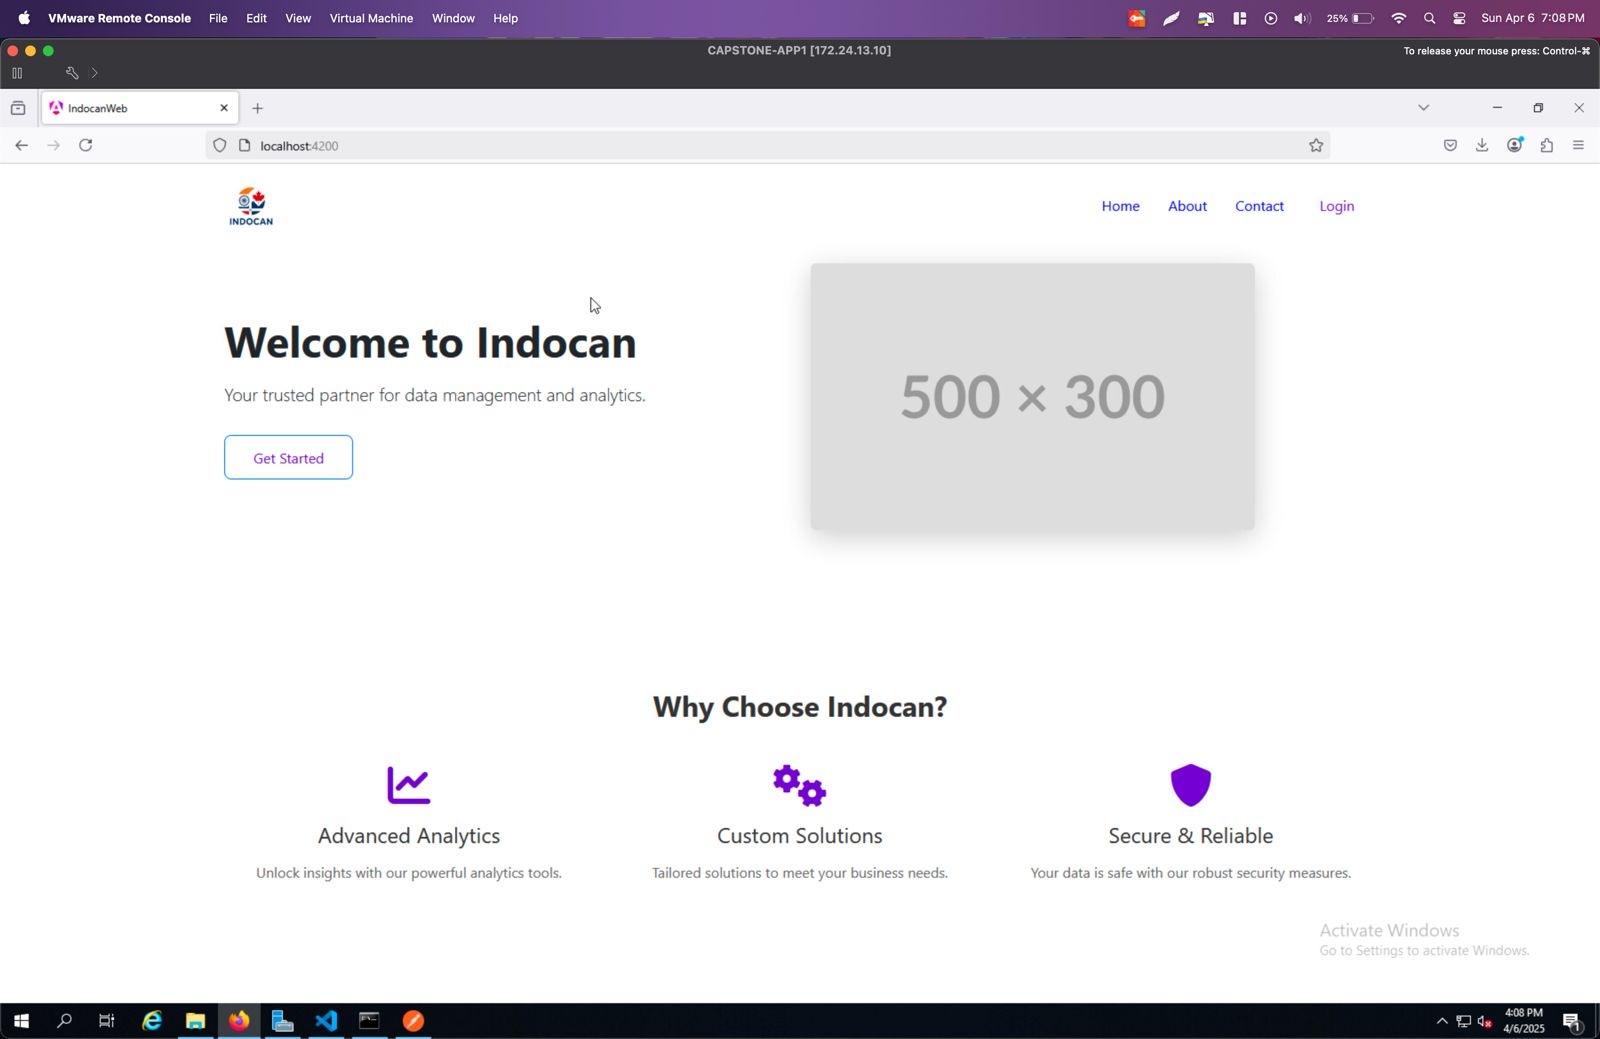 VMware Remote Console File Edit View Virtual Machine Window Help 25% Sun Apr 6 7:08 PM
CAPSTONE-APP1 [172.24.13.10] To release your mouse press: Control-⌘
IndocanWeb
localhost:4200
INDOCAN
Home About Contact Login
500 × 300
Welcome to Indocan
Your trusted partner for data management and analytics.
Get Started
Why Choose Indocan?
Advanced Analytics Custom Solutions Secure & Reliable
Unlock insights with our powerful analytics tools. Tailored solutions to meet your business needs. Your data is safe with our robust security measures.
Activate Windows
Go to Settings to activate Windows.
4:08 PM
4/6/2025
1